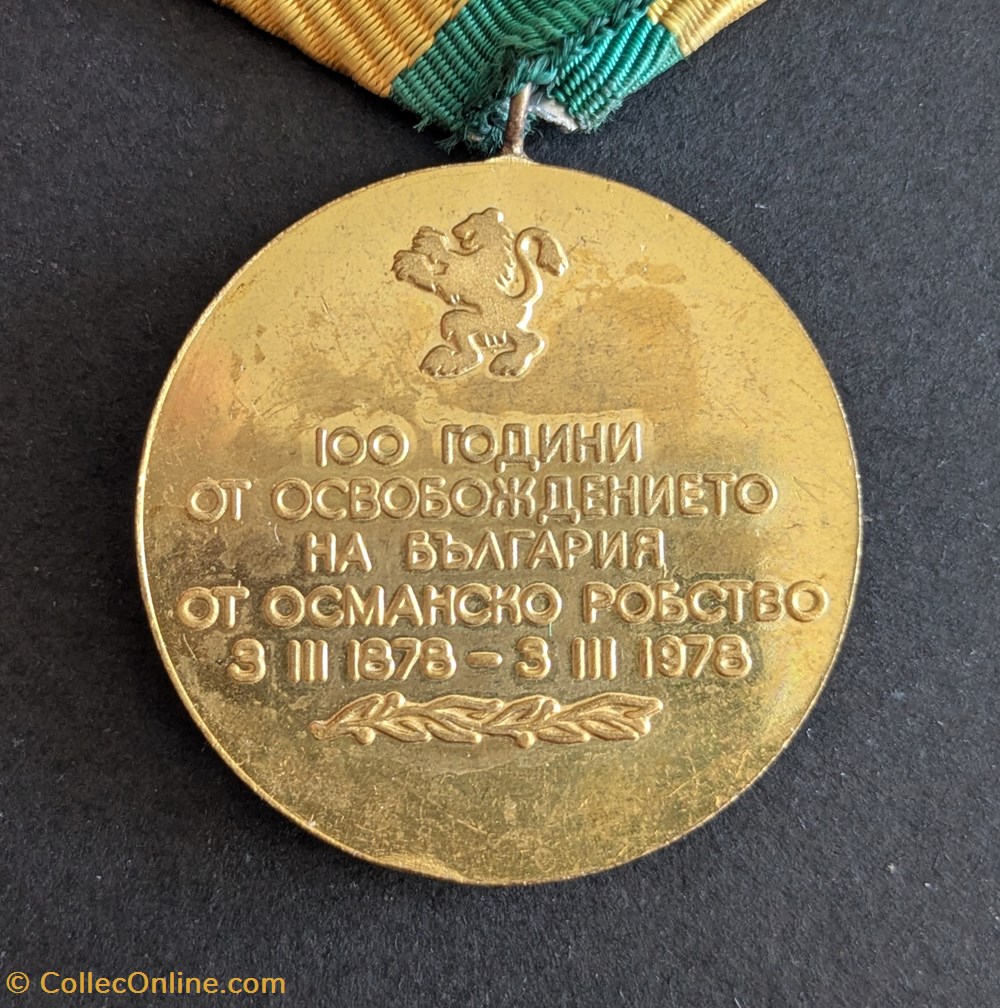 100 ГОДИНИ
ОТ ОСВОБОЖДЕНИЕТО
НА БЪЛГАРИЯ
ОТ ОСМАНСКО РОБСТВО
3 III 1878 – 3 III 1978
© CollecOnline.com